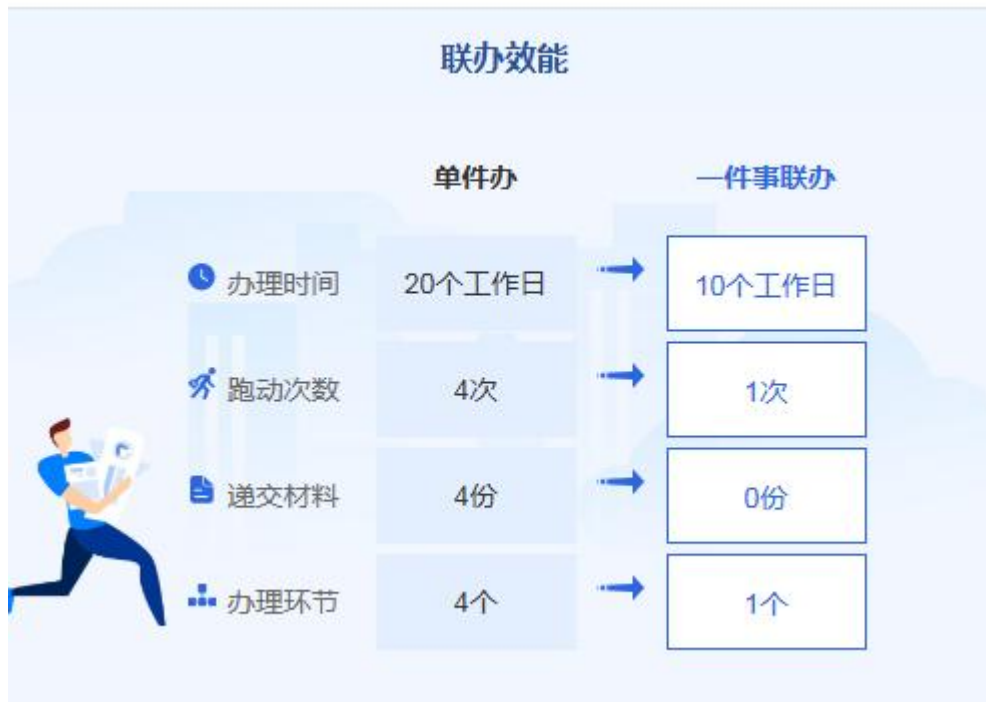 联办效能
单件办 一件事联办
办理时间 20个工作日 10个工作日
跑动次数 4次 1次
递交材料 4份 0份
办理环节 4个 1个